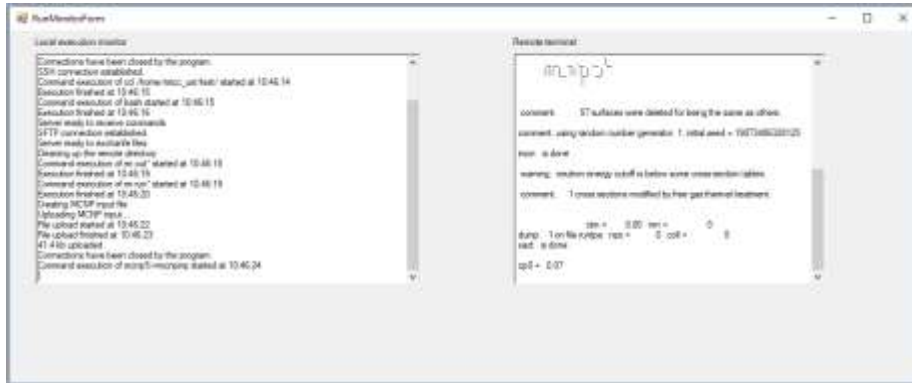 RunMonitorForm
Local execution monitor
Connections have been closed by the program.
SSH connection established.
Command execution of cd /home/mcc_ust/test/ started at 10:46:14
Execution finished at 10:46:15
Command execution of bash started at 10:46:15
Execution finished at 10:46:16
Server ready to receive commands
SFTP connection established.
Server ready to exchange files
Cleaning up the remote directory
Command execution of rm out* started at 10:46:18
Execution finished at 10:46:19
Command execution of rm run* started at 10:46:19
Execution finished at 10:46:20
Creating MCNP input file
Uploading MCNP input...
File upload started at 10:46:22
File upload finished at 10:46:23
41.4 kb uploaded
Connections have been closed by the program.
Command execution of started at 10:46:24
Remote terminal
comment. 57 surfaces were deleted for being the same as others.
comment. using random number generator 1, initial seed =
is done
warning. neutron energy cutoff is below some cross-section tables.
comment. 1 cross sections modified by free gas thermal treatment.
ctm = 0.00 nrn = 0
dump 1 on file runtpe nps = 0 coll = 0
xact is done
cp0 = 0.07